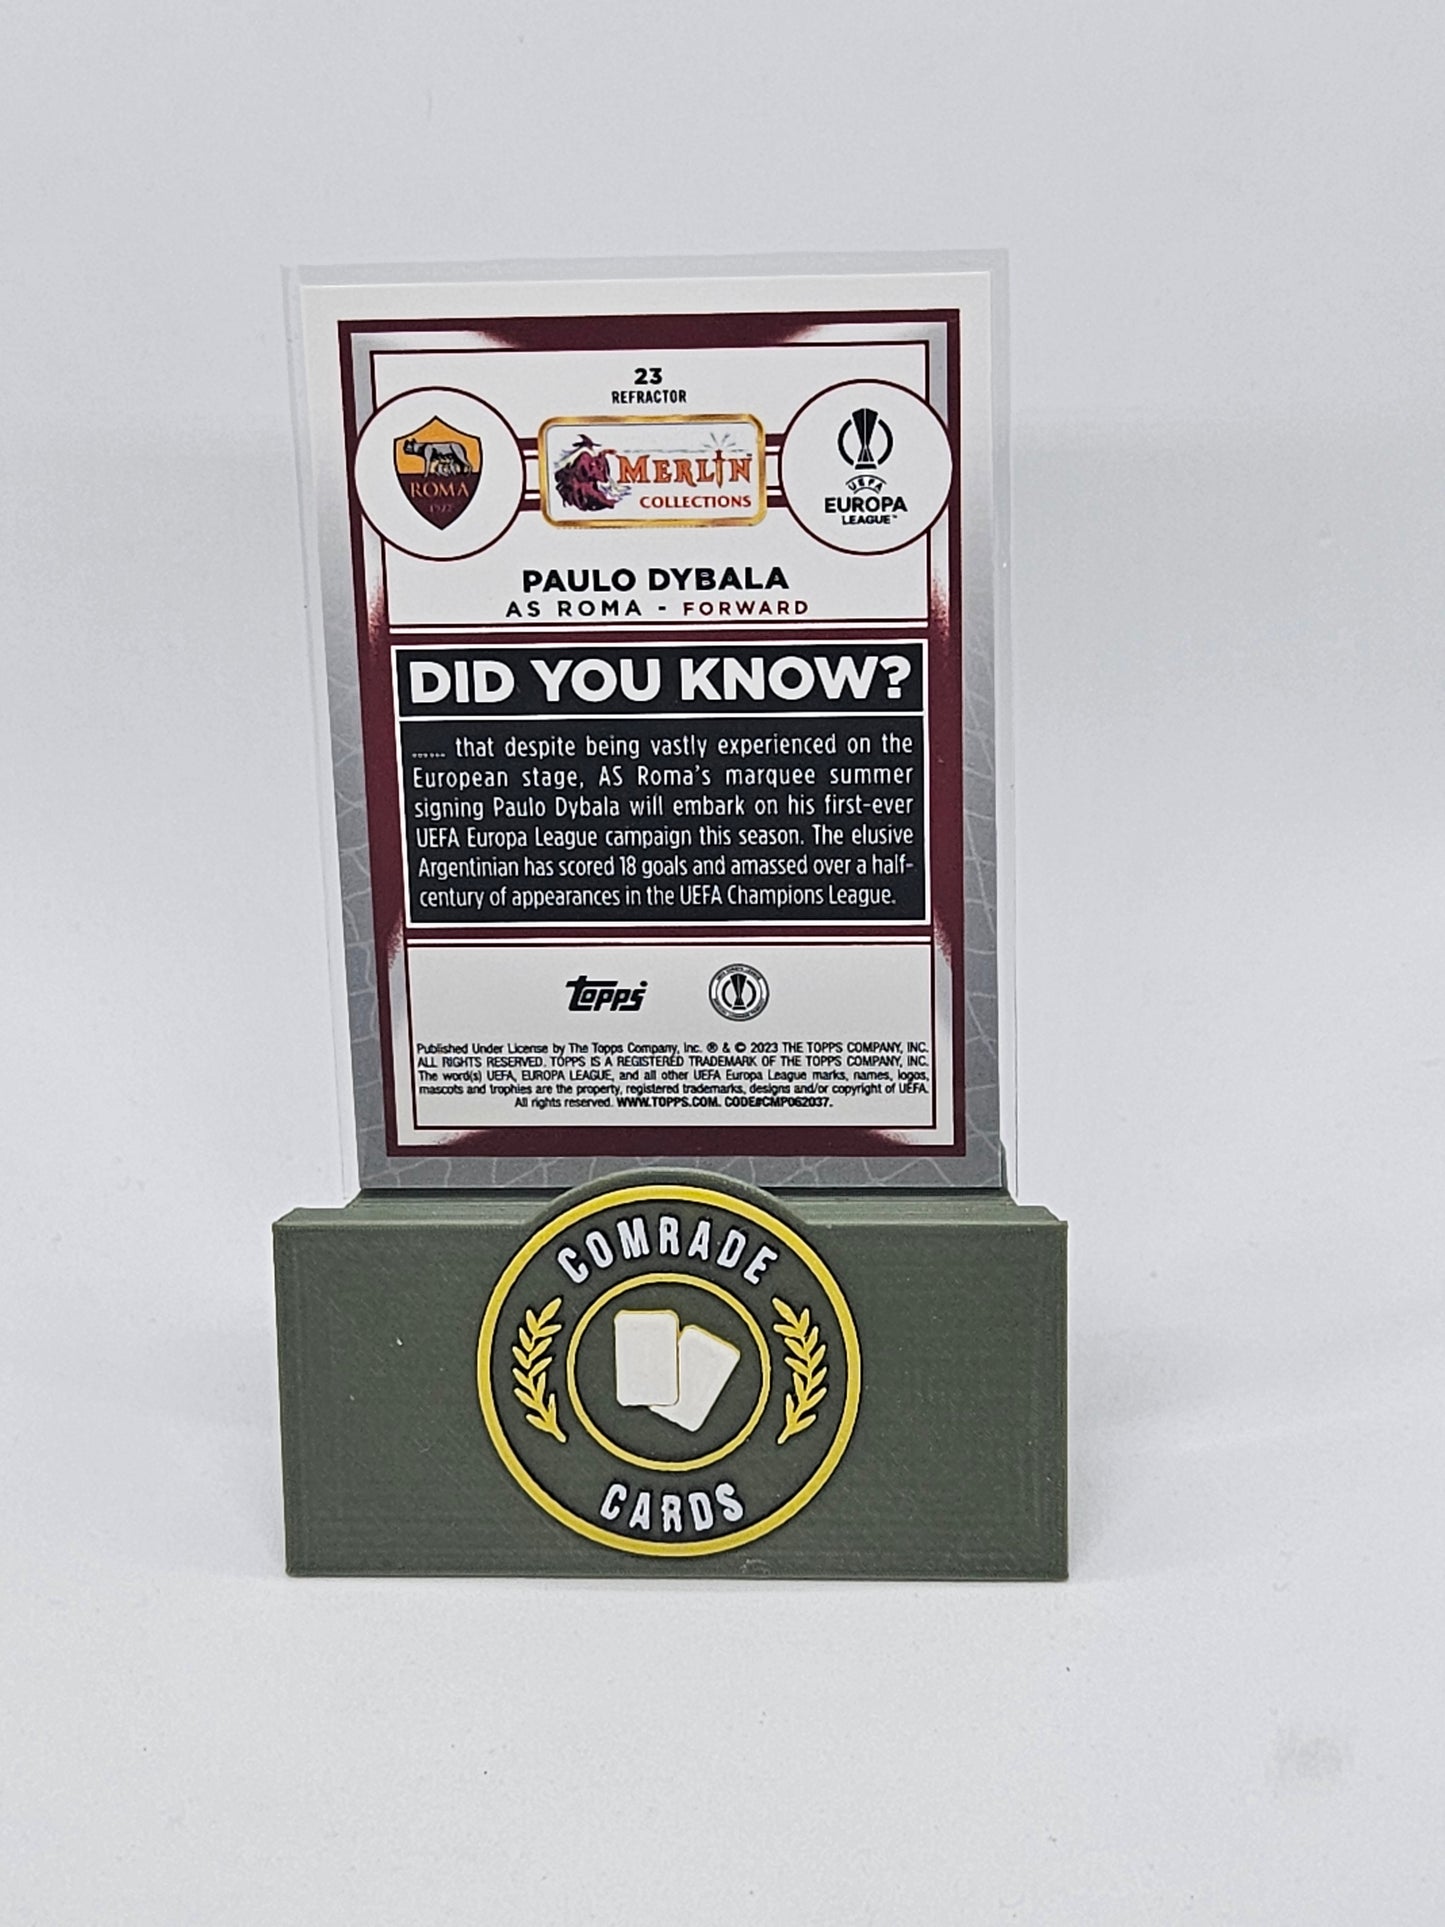 23
REFRACTOR
ROMA
1927
MERLIN
COLLECTIONS
UEFA
EUROPA
LEAGUE™
PAULO DYBALA
AS ROMA - FORWARD
DID YOU KNOW?
...... that despite being vastly experienced on the
European stage, AS Roma's marquee summer
signing Paulo Dybala will embark on his first-ever
UEFA Europa League campaign this season. The elusive
Argentinian has scored 18 goals and amassed over a half-
century of appearances in the UEFA Champions League.
topps
Published Under License by The Topps Company, Inc. ® & © 2023 THE TOPPS COMPANY, INC.
ALL RIGHTS RESERVED. TOPPS IS A REGISTERED TRADEMARK OF THE TOPPS COMPANY, INC.
The word(s) UEFA, EUROPA LEAGUE, and all other UEFA Europa League marks, names, logos,
mascots and trophies are the property, registered trademarks, designs and/or copyright of UEFA.
All rights reserved. WWW.TOPPS.COM. CODE#CMP062037.
COMRADE
CARDS